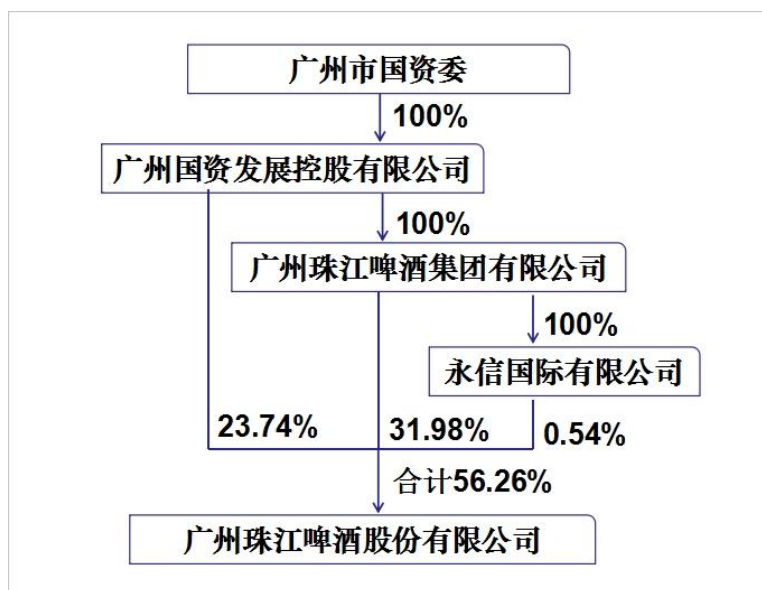 广州市国资委
100%
广州国资发展控股有限公司
100%
广州珠江啤酒集团有限公司
100%
永信国际有限公司
23.74%
31.98%
0.54%
合计56.26%
广州珠江啤酒股份有限公司